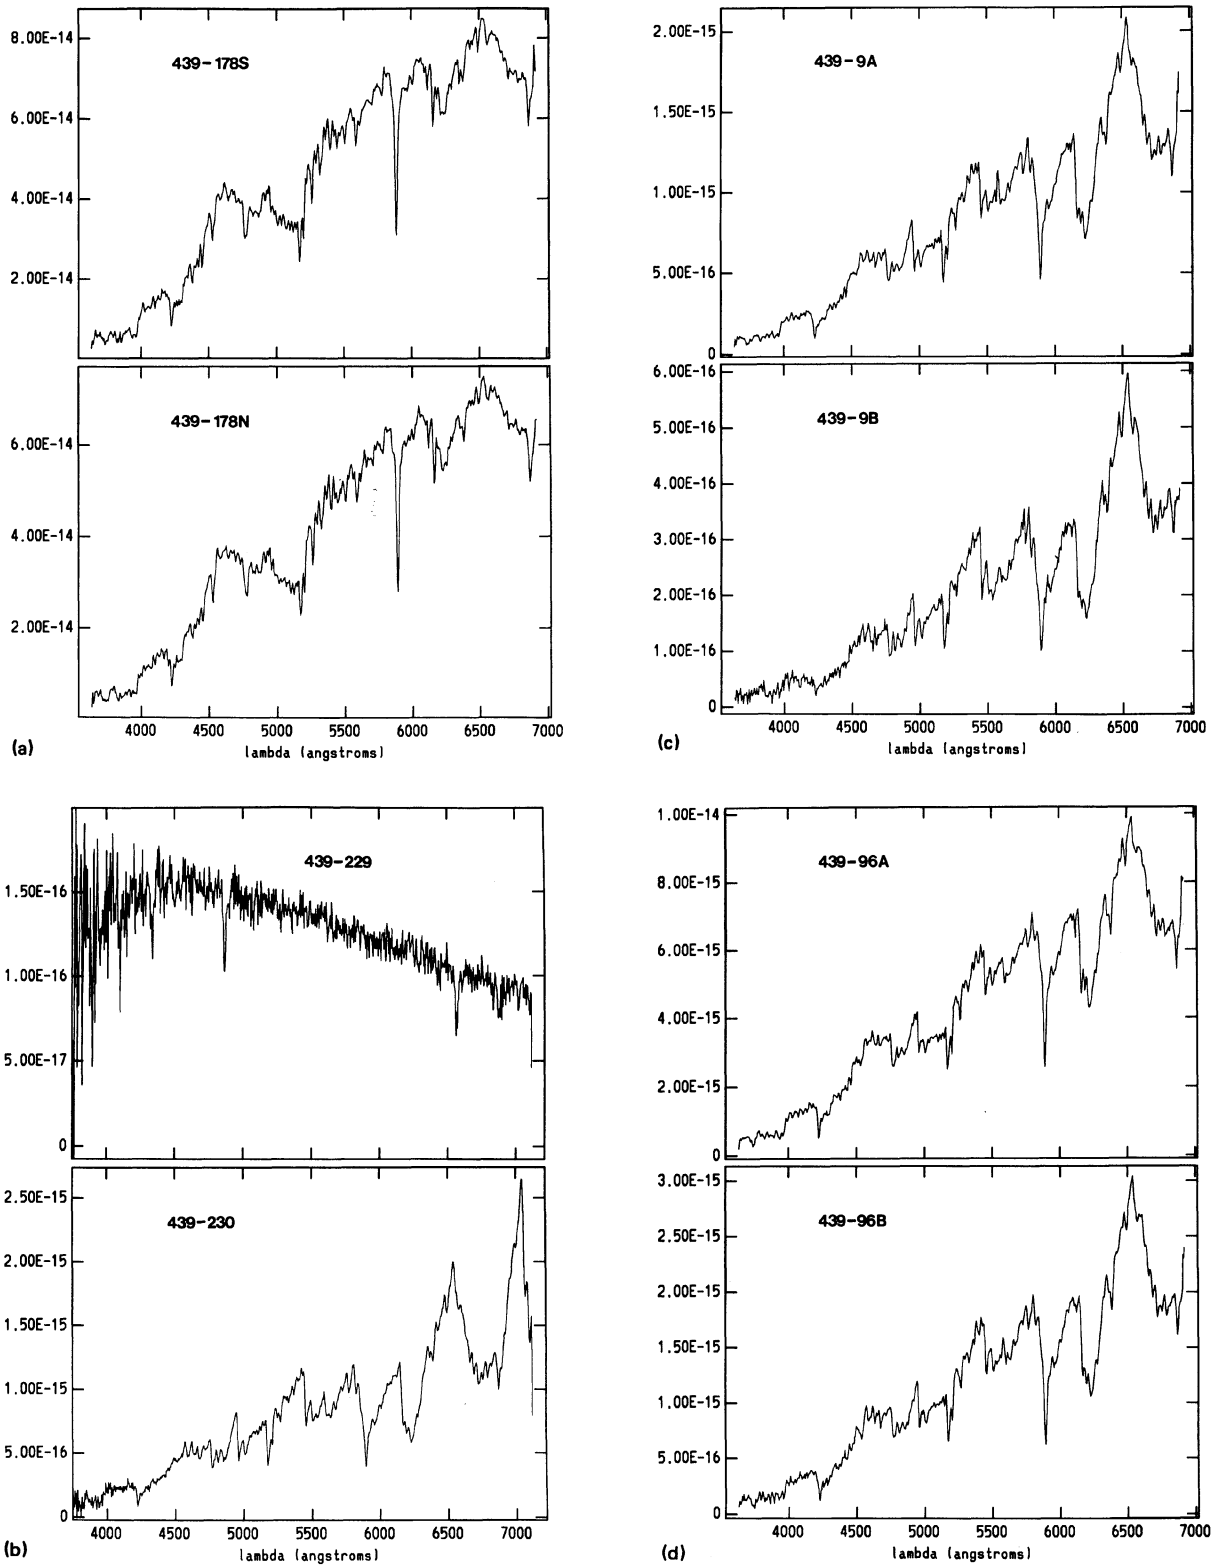 439-178S
8.00E-14
6.00E-14
4.00E-14
2.00E-14
439-178N
6.00E-14
4.00E-14
2.00E-14
4000 4500 5000 5500 6000 6500 7000
lambda (angstroms)
(a)
439-9A
2.00E-15
1.50E-15
1.00E-15
5.00E-16
0
439-9B
6.00E-16
5.00E-16
4.00E-16
3.00E-16
2.00E-16
1.00E-16
0
4000 4500 5000 5500 6000 6500 7000
lambda (angstroms)
(c)
439-229
1.50E-16
1.00E-16
5.00E-17
0
439-230
2.50E-15
2.00E-15
1.50E-15
1.00E-15
5.00E-16
0
4000 4500 5000 5500 6000 6500 7000
lambda (angstroms)
(b)
439-96A
1.00E-14
8.00E-15
6.00E-15
4.00E-15
2.00E-15
0
439-96B
3.00E-15
2.50E-15
2.00E-15
1.50E-15
1.00E-15
5.00E-16
0
4000 4500 5000 5500 6000 6500 7000
lambda (angstroms)
(d)